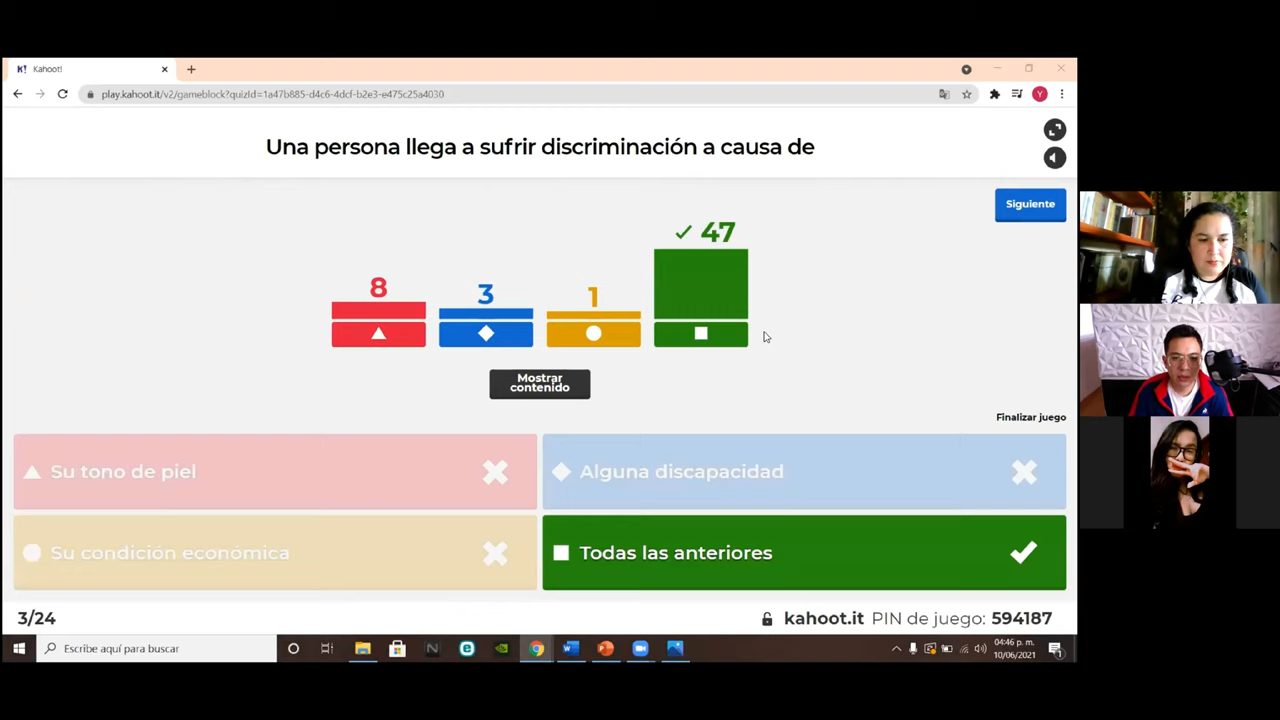 K! Kahoot!
play.kahoot.it/v2/gameblock?quizId=1a47b885-d4c6-4dcf-b2e3-e475c25a4030
Y
Una persona llega a sufrir discriminación a causa de
Siguiente
8
3
1
47
Mostrar
contenido
Finalizar juego
Su tono de piel
Alguna discapacidad
Su condición económica
Todas las anteriores
3/24
kahoot.it PIN de juego: 594187
Escribe aquí para buscar
04:46 p. m.
10/06/2021